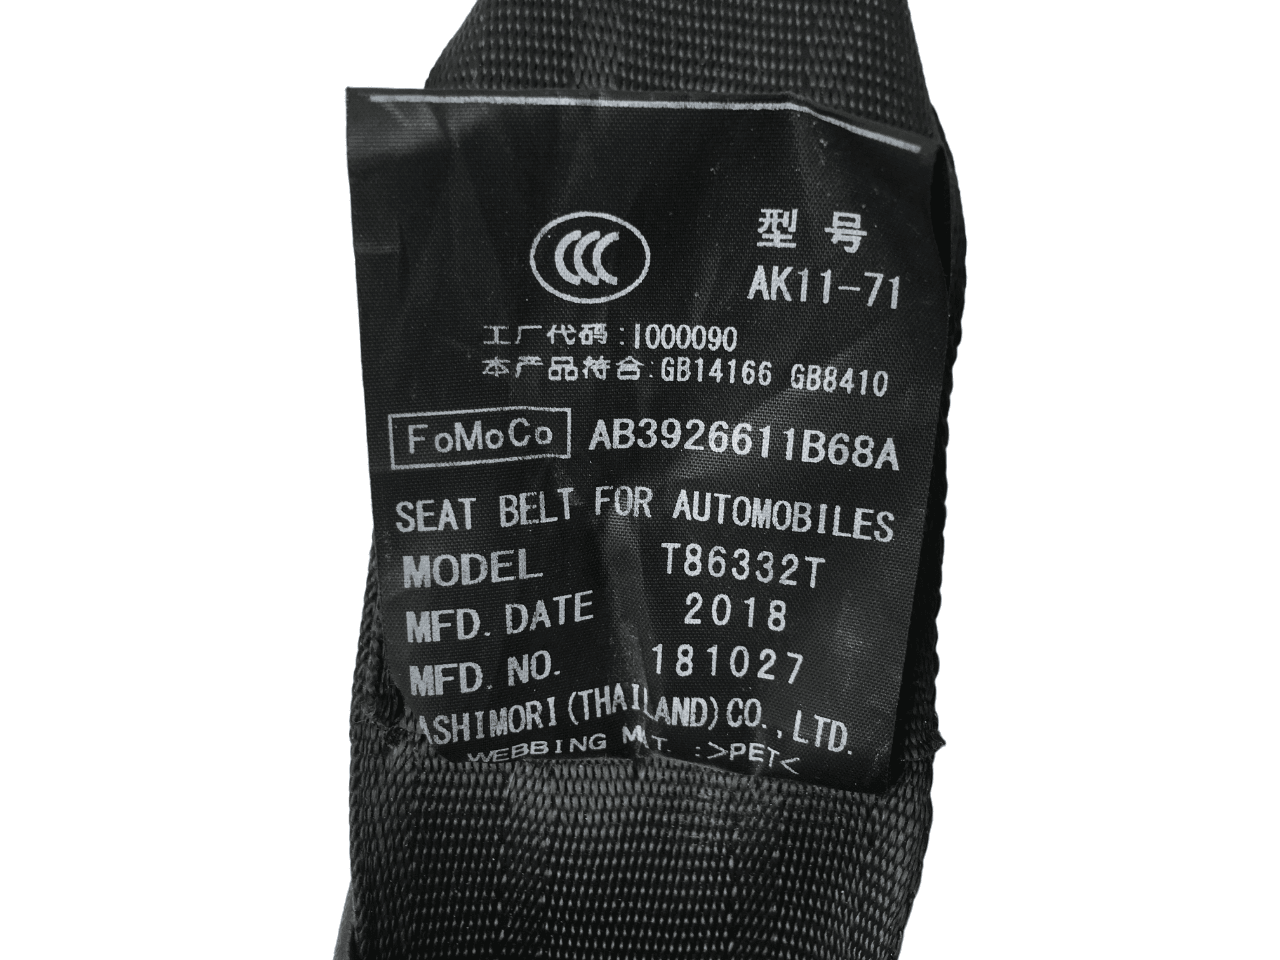 CCC
型号
AK11-71
工厂代码:I000090
本产品符合:GB14166 GB8410
FoMoCo AB3926611B68A
SEAT BELT FOR AUTOMOBILES
MODEL T86332T
MFD. DATE 2018
MFD. NO. 181027
ASHIMORI(THAILAND)CO.,LTD.
WEBBING MAT. :>PET<